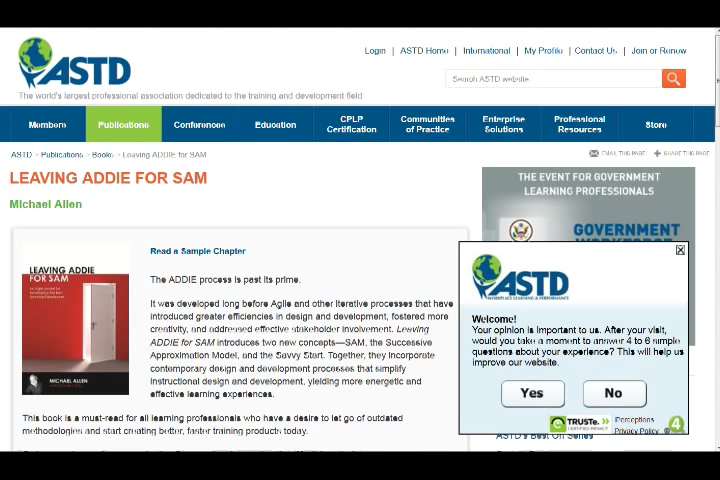 ASTD
The world's largest professional association dedicated to the training and development field
Login | ASTD Home | International | My Profile | Contact Us | Join or Renew
Search ASTD website
Members Publications Conferences Education CPLP Certification Communities of Practice Enterprise Solutions Professional Resources Store
ASTD > Publications > Books > Leaving ADDIE for SAM
EMAIL THIS PAGE + SHARE THIS PAGE
LEAVING ADDIE FOR SAM
Michael Allen
LEAVING ADDIE
FOR SAM
MICHAEL ALLEN
Read a Sample Chapter
The ADDIE process is past its prime.
It was developed long before Agile and other iterative processes that have
introduced greater efficiencies in design and development, fostered more
creativity, and addressed effective stakeholder involvement. Leaving
ADDIE for SAM introduces two new concepts—SAM, the Successive
Approximation Model, and the Savvy Start. Together, they incorporate
contemporary design and development processes that simplify
instructional design and development, yielding more energetic and
effective learning experiences.
This book is a must-read for all learning professionals who have a desire to let go of outdated
methodologies and start creating better, faster training products today.
THE EVENT FOR GOVERNMENT
LEARNING PROFESSIONALS
GOVERNMENT
ASTD
WORKPLACE LEARNING & PERFORMANCE
Welcome!
Your opinion is important to us. After your visit,
would you take a moment to answer 4 to 6 simple
questions about your experience? This will help us
improve our website.
Yes No
TRUSTe
CERTIFIED PRIVACY
iPerceptions
Privacy Policy
4
ASTD's Best On Series